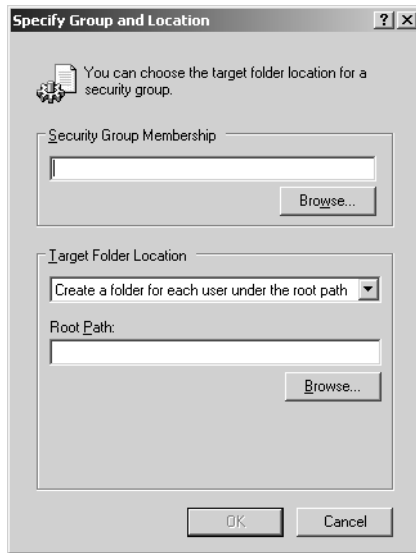 Specify Group and Location
You can choose the target folder location for a
security group.
Security Group Membership
Browse...
Target Folder Location
Create a folder for each user under the root path
Root Path:
Browse...
OK
Cancel